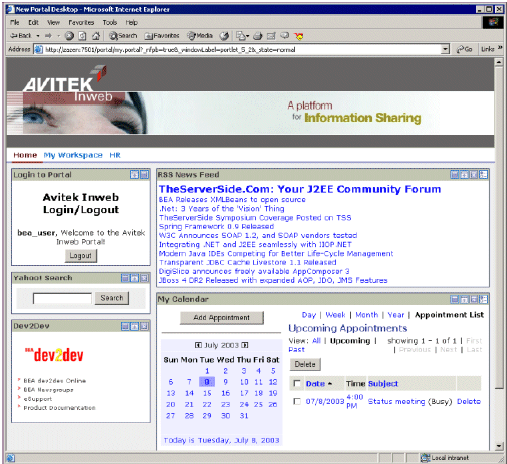 New Portal Desktop - Microsoft Internet Explorer
File Edit View Favorites Tools Help
Back Search Favorites Media
Address http://zazen:7501/portal/my.portal?_nfpb=true&_windowLabel=portlet_5_2&_state=normal Go Links »
AVITEK
Inweb
A platform
for Information Sharing
Home My Workspace HR
Login to Portal
Avitek Inweb
Login/Logout
bea_user, Welcome to the Avitek
Inweb Portal!
Logout
Yahoo! Search
Search
Dev2Dev
dev2dev
BEA dev2dev Online
BEA Newsgroups
eSupport
Product Documentation
RSS News Feed
TheServerSide.Com: Your J2EE Community Forum
BEA Releases XMLBeans to open source
.Net: 3 Years of the 'Vision' Thing
TheServerSide Symposium Coverage Posted on TSS
Spring Framework 0.9 Released
W3C Announces SOAP 1.2, and SOAP vendors tested
Integrating .NET and J2EE seamlessly with IIOP.NET
Modern Java IDEs Competing for Better Life-Cycle Management
Transparent JDBC Cache Livestore 1.1 Released
DigiSlice announces freely available AppComposer 3
JBoss 4 DR2 Released with expanded AOP, JDO, JMS Features
My Calendar
Add Appointment
July 2003
Sun Mon Tue Wed Thu Fri Sat
1 2 3 4 5
6 7 8 9 10 11 12
13 14 15 16 17 18 19
20 21 22 23 24 25 26
27 28 29 30 31
Today is Tuesday, July 8, 2003
Day | Week | Month | Year | Appointment List
Upcoming Appointments
View: All | Upcoming | showing 1 - 1 of 1 | First
Past | Previous | Next | Last
Delete
Date Time Subject
07/8/2003 4:00 PM Status meeting (Busy) Delete
Local intranet